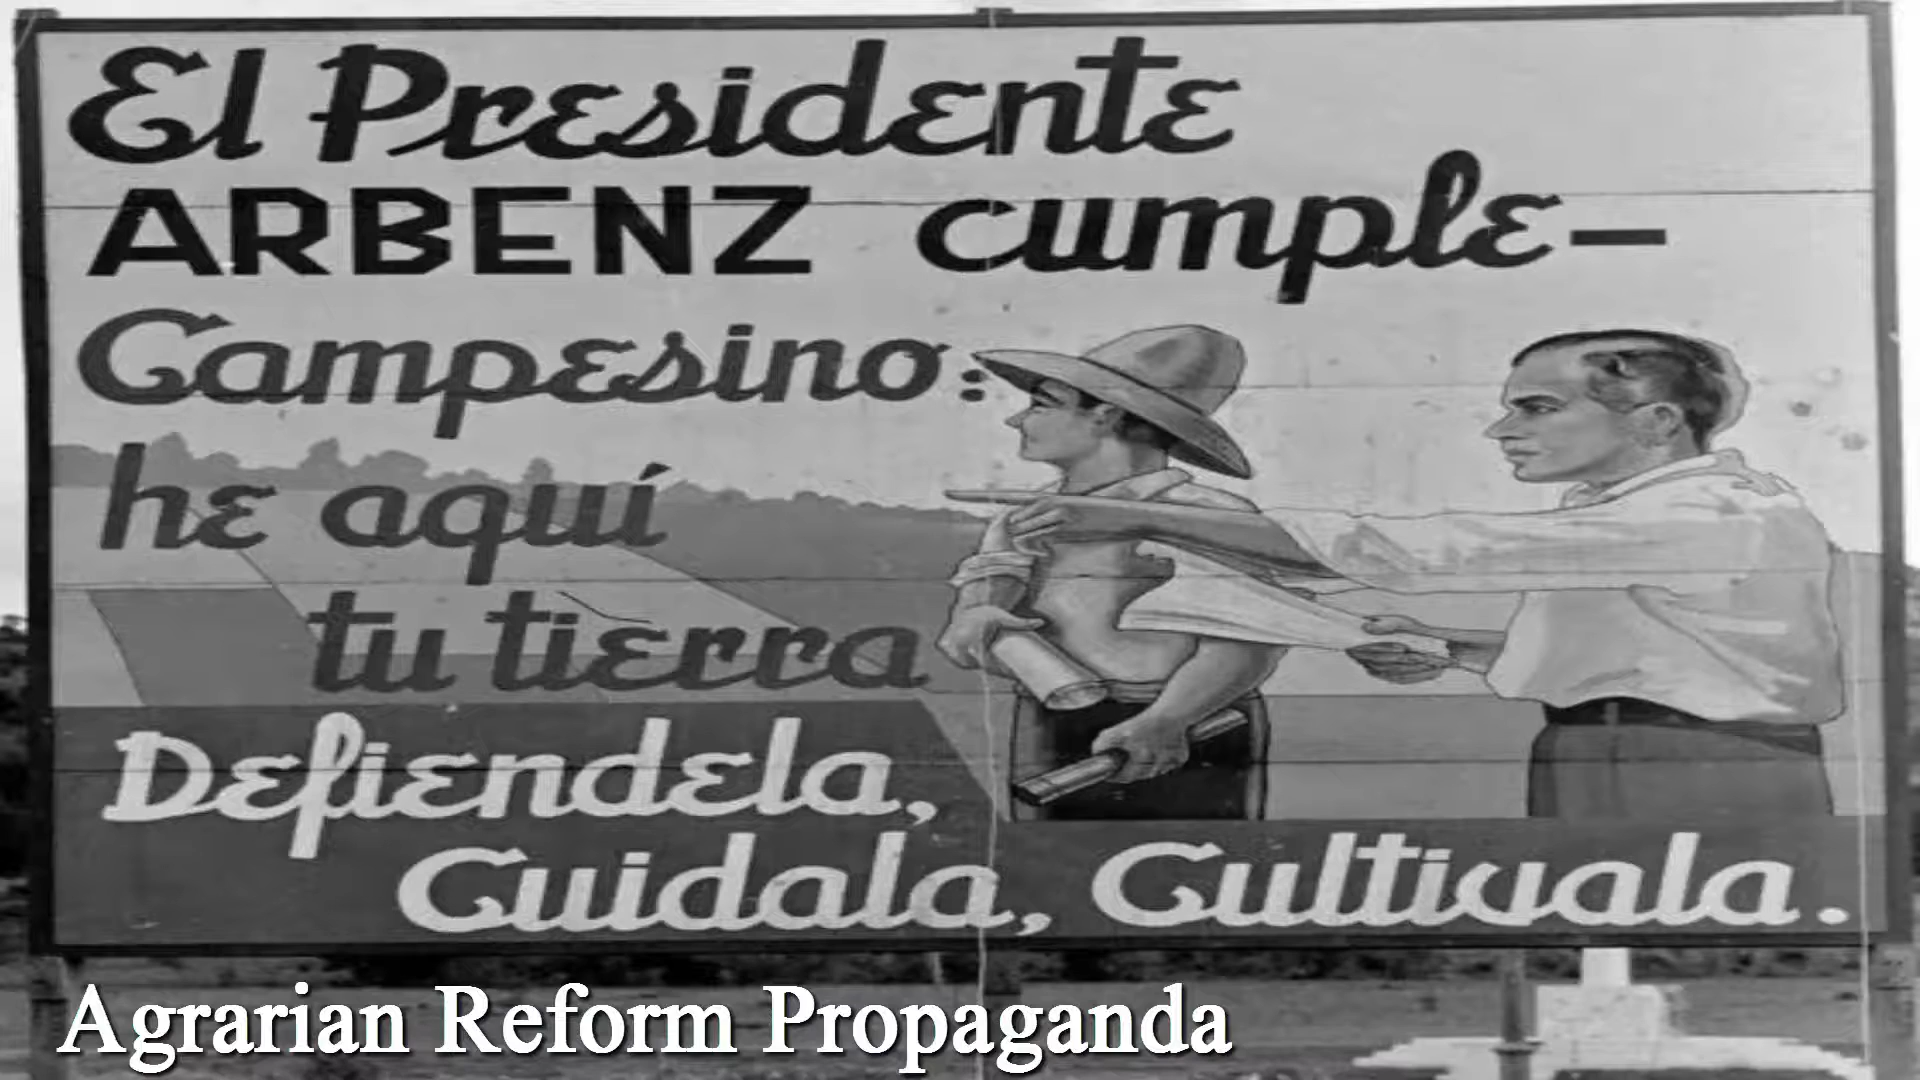 El Presidente
ARBENZ cumple-
Campesino:
he aquí
tu tierra
Defiendela,
Cuidala, Cultivala.
Agrarian Reform Propaganda